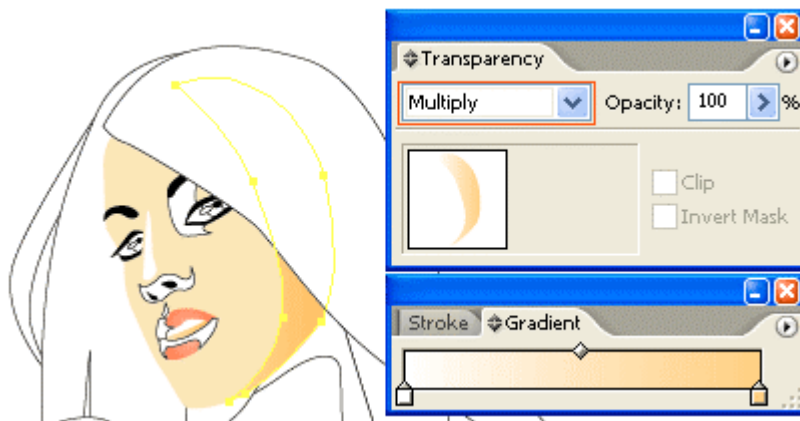 Transparency
Multiply Opacity: 100 %
Clip
Invert Mask
Stroke Gradient